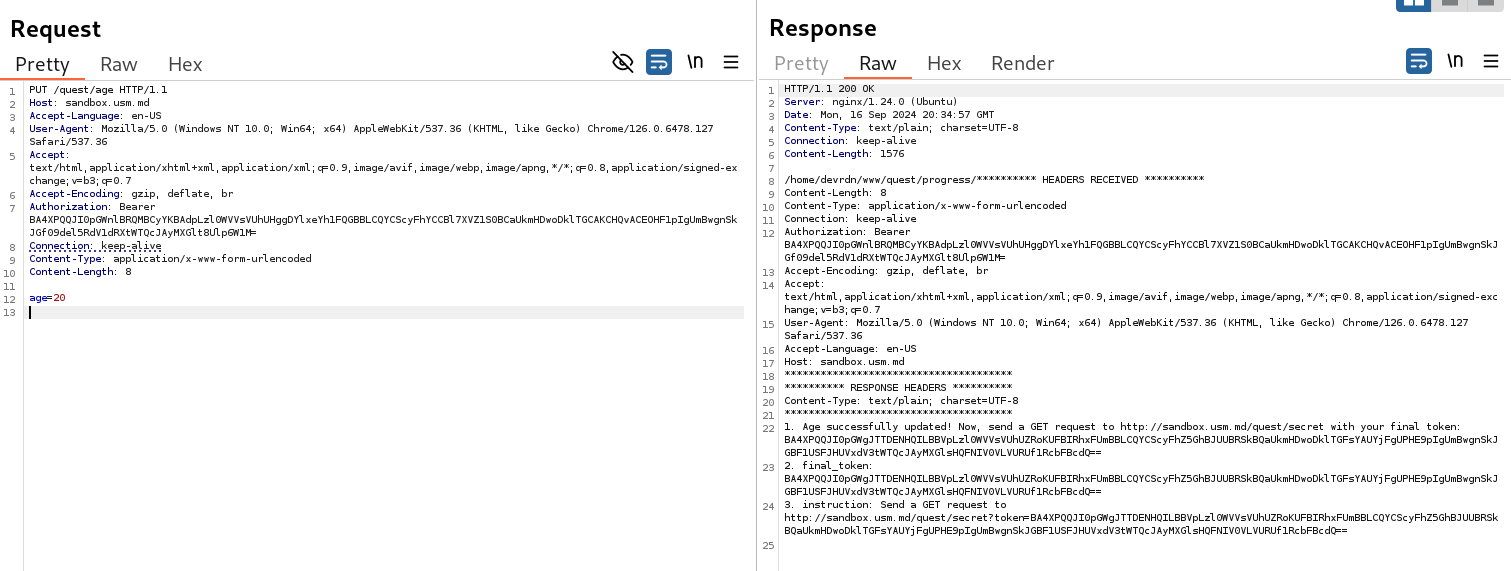 Request
Pretty Raw Hex
\n
1 PUT /quest/age HTTP/1.1
2 Host: sandbox.usm.md
3 Accept-Language: en-US
4 User-Agent: Mozilla/5.0 (Windows NT 10.0; Win64; x64) AppleWebKit/537.36 (KHTML, like Gecko) Chrome/126.0.6478.127
Safari/537.36
5 Accept:
text/html,application/xhtml+xml,application/xml;q=0.9,image/avif,image/webp,image/apng,*/*;q=0.8,application/signed-ex
change;v=b3;q=0.7
6 Accept-Encoding: gzip, deflate, br
7 Authorization: Bearer
BA4XPQQJI0pGWnlBRQMBCyYKBAdpLzl0WVVsVUhUHggDYlxeYh1FQGBBLCQYCScyFhYCCBl7XVZ1S0BCaUkmHDwoDklTGCAKCHQvACEOHF1pIgUmBwgnSk
JGf09del5RdV1dRXtWTQcJAyMXGlt8Ulp6W1M=
8 Connection: keep-alive
9 Content-Type: application/x-www-form-urlencoded
10 Content-Length: 8
11
12 age=20
13
Response
Pretty Raw Hex Render
\n
1 HTTP/1.1 200 OK
2 Server: nginx/1.24.0 (Ubuntu)
3 Date: Mon, 16 Sep 2024 20:34:57 GMT
4 Content-Type: text/plain; charset=UTF-8
5 Connection: keep-alive
6 Content-Length: 1576
7
8 /home/devrdn/www/quest/progress/********** HEADERS RECEIVED **********
9 Content-Length: 8
10 Content-Type: application/x-www-form-urlencoded
11 Connection: keep-alive
12 Authorization: Bearer
BA4XPQQJI0pGWnlBRQMBCyYKBAdpLzl0WVVsVUhUHggDYlxeYh1FQGBBLCQYCScyFhYCCBl7XVZ1S0BCaUkmHDwoDklTGCAKCHQvACEOHF1pIgUmBwgnSkJ
Gf09del5RdV1dRXtWTQcJAyMXGlt8Ulp6W1M=
13 Accept-Encoding: gzip, deflate, br
14 Accept:
text/html,application/xhtml+xml,application/xml;q=0.9,image/avif,image/webp,image/apng,*/*;q=0.8,application/signed-exc
hange;v=b3;q=0.7
15 User-Agent: Mozilla/5.0 (Windows NT 10.0; Win64; x64) AppleWebKit/537.36 (KHTML, like Gecko) Chrome/126.0.6478.127
Safari/537.36
16 Accept-Language: en-US
17 Host: sandbox.usm.md
18 **************************************
19 ********** RESPONSE HEADERS **********
20 Content-Type: text/plain; charset=UTF-8
21 **************************************
22 1. Age successfully updated! Now, send a GET request to http://sandbox.usm.md/quest/secret with your final token:
BA4XPQQJI0pGWgJTTDENHQILBBVpLzl0WVVsVUhUZRoKUFBIRhxFUmBBLCQYCScyFhZ5GhBJUUBRSkBQaUkmHDwoDklTGFsYAUYjFgUPHE9pIgUmBwgnSkJ
GBF1USFJHUVxdV3tWTQcJAyMXGlsHQFNIV0VLVURUf1RcbFBcdQ==
23 2. final_token:
BA4XPQQJI0pGWgJTTDENHQILBBVpLzl0WVVsVUhUZRoKUFBIRhxFUmBBLCQYCScyFhZ5GhBJUUBRSkBQaUkmHDwoDklTGFsYAUYjFgUPHE9pIgUmBwgnSkJ
GBF1USFJHUVxdV3tWTQcJAyMXGlsHQFNIV0VLVURUf1RcbFBcdQ==
24 3. instruction: Send a GET request to
http://sandbox.usm.md/quest/secret?token=BA4XPQQJI0pGWgJTTDENHQILBBVpLzl0WVVsVUhUZRoKUFBIRhxFUmBBLCQYCScyFhZ5GhBJUUBRSk
BQaUkmHDwoDklTGFsYAUYjFgUPHE9pIgUmBwgnSkJGBF1USFJHUVxdV3tWTQcJAyMXGlsHQFNIV0VLVURUf1RcbFBcdQ==
25